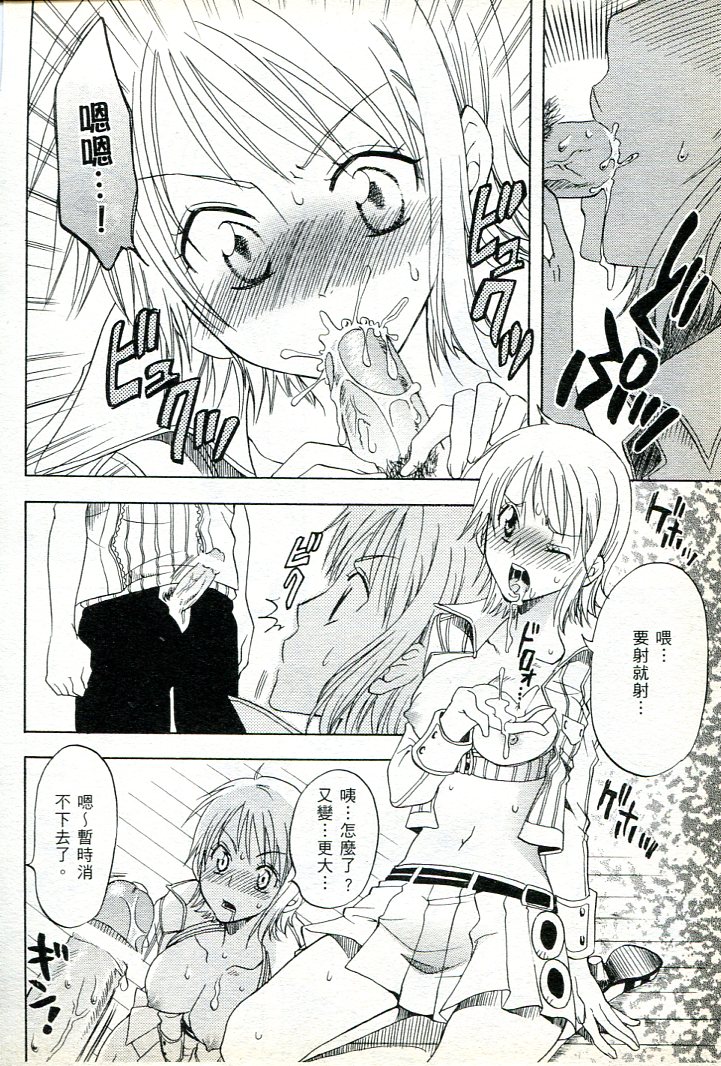 ど
ぷッ
ビュクッ
嗯嗯…！
ビュクッ
ゲホッ
喂…
要射就射…
ドロォ…
ゲホッ
ビクッ
咦…怎麼了？
又變…更大…
嗯～暫時消
不下去了。
ギンッ！